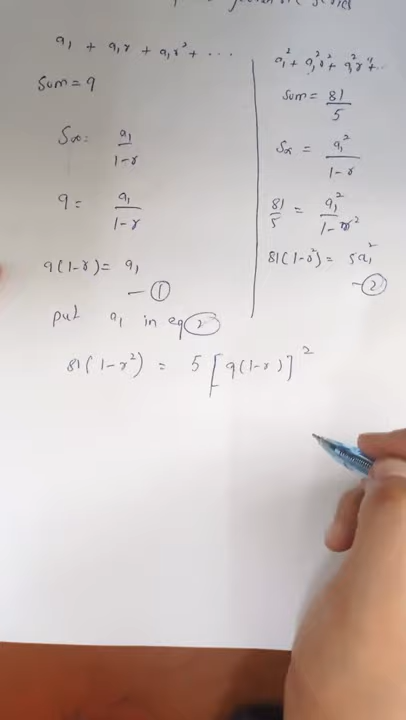 a₁ + a₁r + a₁r² + ...
Sum = 9
S∞ = a₁/(1-r)
9 = a₁/(1-r)
9(1-r) = a₁
— ①
a₁² + a₁²r² + a₁²r⁴...
Sum = 81/5
S∞ = a₁²/(1-r)
81/5 = a₁²/(1-r²)
81(1-r²) = 5a₁²
— ②
put a₁ in eq ②
81(1-r²) = 5[9(1-r)]²